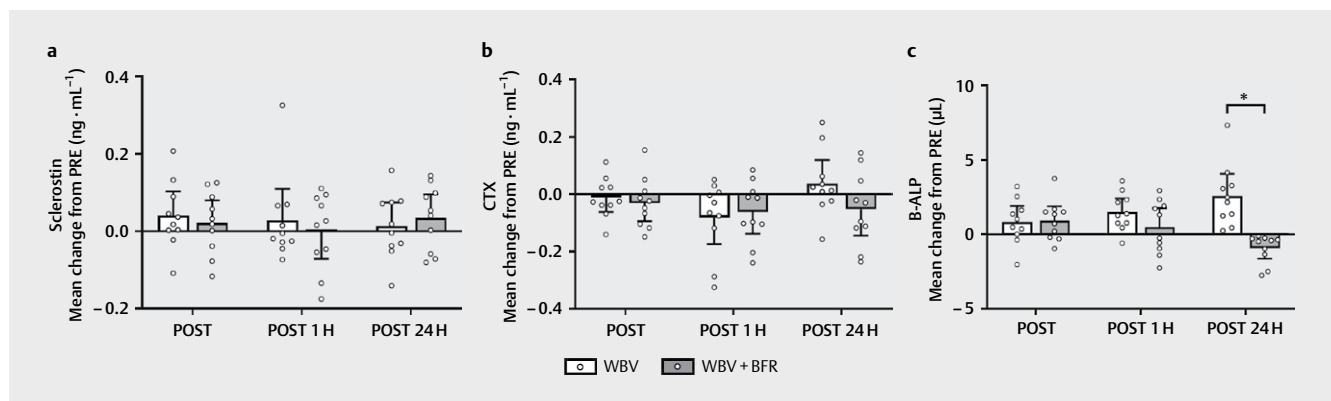 a
Sclerostin
Mean change from PRE (ng · mL⁻¹)
0.4
0.2
0.0
−0.2
POST
POST 1 H
POST 24 H
b
CTX
Mean change from PRE (ng · mL⁻¹)
0.4
0.2
0.0
−0.2
−0.4
POST
POST 1 H
POST 24 H
c
B-ALP
Mean change from PRE (µL)
10
5
0
−5
*
POST
POST 1 H
POST 24 H
WBV
WBV + BFR